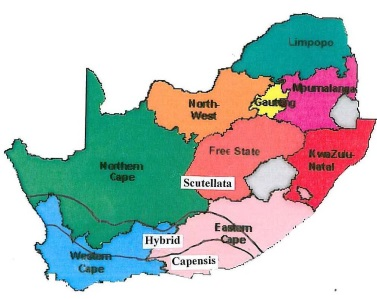 Limpopo
Mpumalanga
North-
West
Gauteng
Free State
KwaZulu-
Natal
Northern
Cape
Scutellata
Hybrid
Eastern
Cape
Western
Cape
Capensis